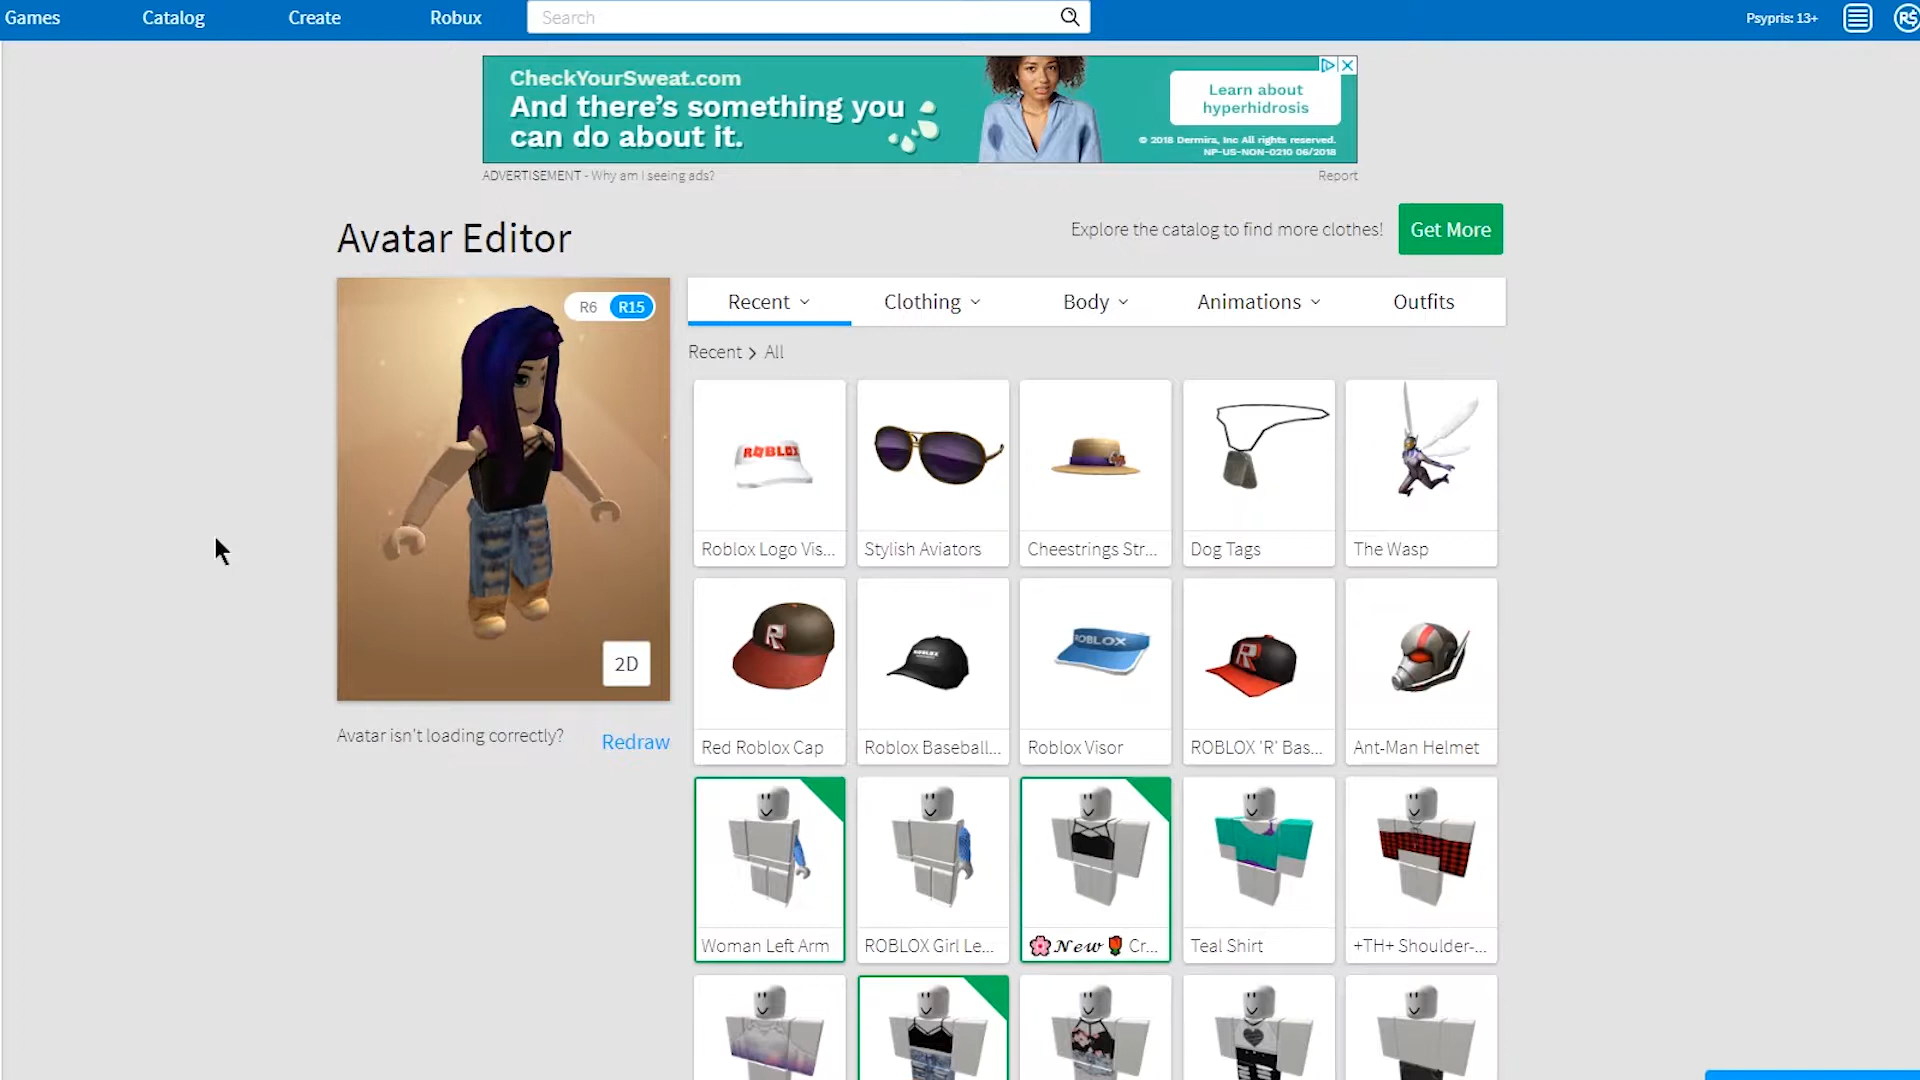 Games Catalog Create Robux Search Psypris: 13+ R$
CheckYourSweat.com
And there's something you
can do about it.
Learn about
hyperhidrosis
© 2018 Dermira, Inc All rights reserved.
NP-US-NON-0210 06/2018
ADVERTISEMENT - Why am I seeing ads? Report
Avatar Editor
Explore the catalog to find more clothes! Get More
R6 R15
2D
Avatar isn't loading correctly? Redraw
Recent Clothing Body Animations Outfits
Recent > All
ROBLOX
Roblox Logo Vis... Stylish Aviators Cheestrings Str... Dog Tags The Wasp
R ROBLOX ROBLOX R
Red Roblox Cap Roblox Baseball... Roblox Visor ROBLOX 'R' Bas... Ant-Man Helmet
Woman Left Arm ROBLOX Girl Le... 🌸𝓝𝓮𝔀🌹 Cr... Teal Shirt +TH+ Shoulder-...